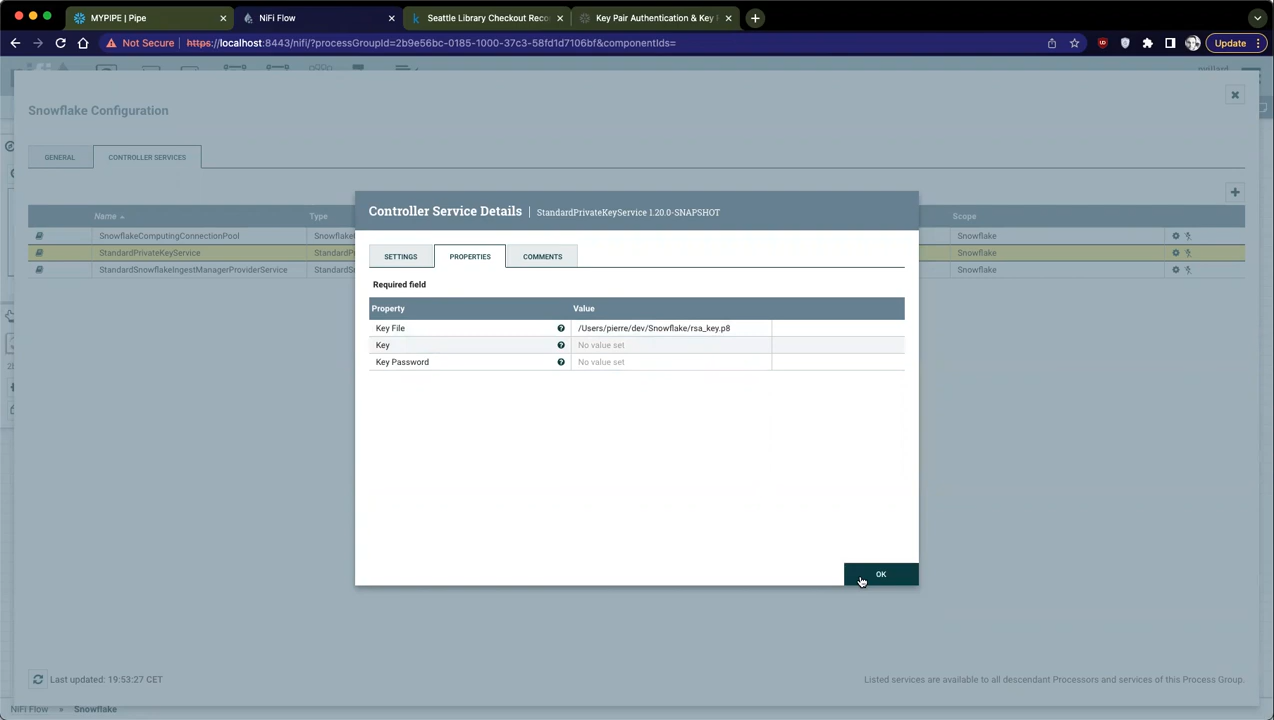 MYPIPE | Pipe
NiFi Flow
Seattle Library Checkout Reco
Key Pair Authentication & Key
Not Secure
https://localhost:8443/nifi/?processGroupId=2b9e56bc-0185-1000-37c3-58fd1d7106bf&componentIds=
Update
Snowflake Configuration
GENERAL
CONTROLLER SERVICES
Name
Type
Scope
SnowflakeComputingConnectionPool
Snowflake
StandardPrivateKeyService
Snowflake
StandardSnowflakeIngestManagerProviderService
Snowflake
Controller Service Details
StandardPrivateKeyService 1.20.0-SNAPSHOT
SETTINGS
PROPERTIES
COMMENTS
Required field
Property
Value
Key File
/Users/pierre/dev/Snowflake/rsa_key.p8
Key
No value set
Key Password
No value set
OK
Last updated: 19:53:27 CET
Listed services are available to all descendant Processors and services of this Process Group.
NiFi Flow » Snowflake